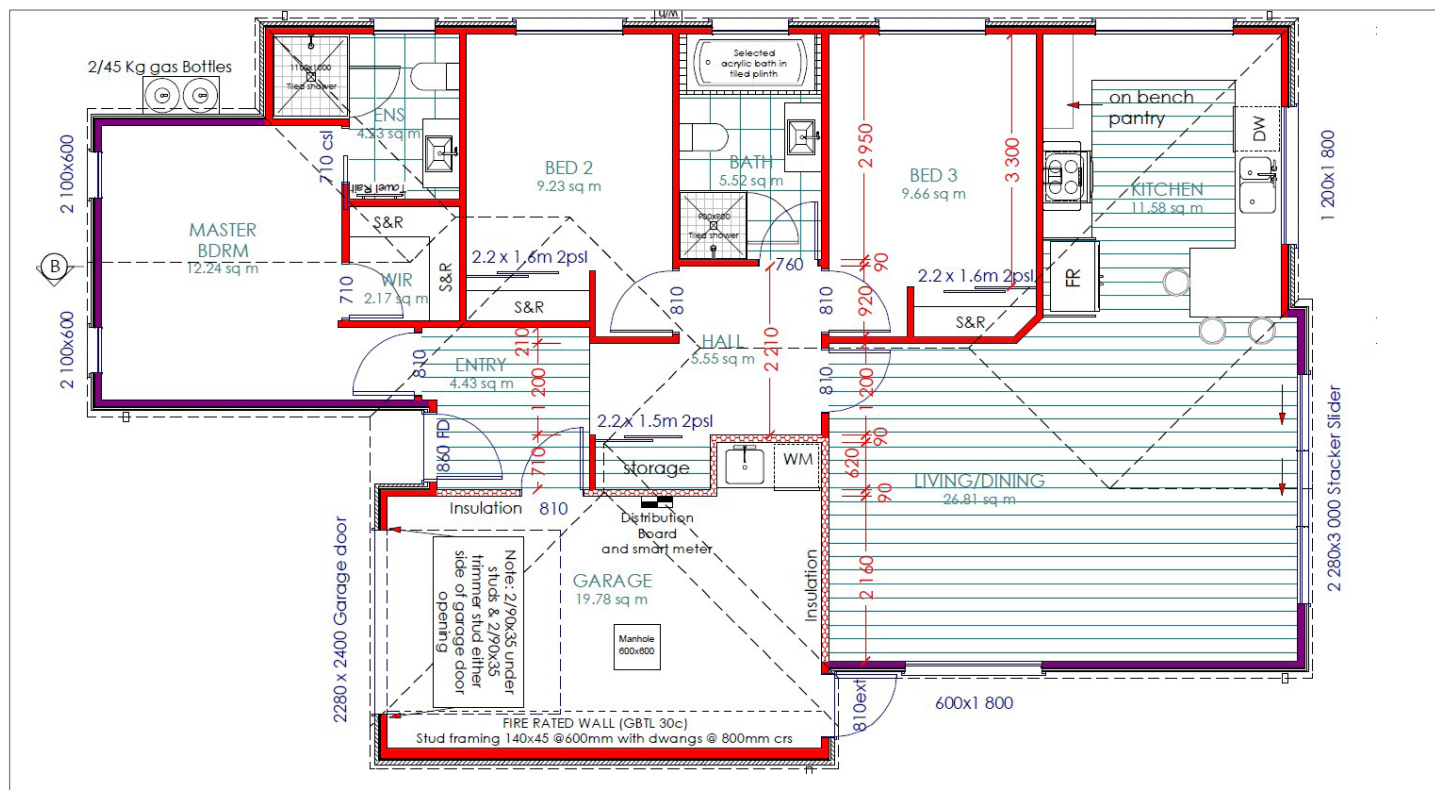 w/h
2/45 Kg gas Bottles
1100x1000
Tiled shower
ENS
4.23 sq m
710 csl
Towel Rail
BED 2
9.23 sq m
Selected
acrylic bath in
tiled plinth
BATH
5.52 sq m
900x900
Tiled shower
760
2 950
BED 3
9.66 sq m
3 300
on bench
pantry
DW
KITCHEN
11.58 sq m
1 200x1 800
FR
2 100x600
MASTER
BDRM
12.24 sq m
B
2 100x600
S&R
WIR
2.17 sq m
S&R
710
2.2 x 1.6m 2psl
S&R
810
90
920
810
2.2 x 1.6m 2psl
S&R
HALL
5.55 sq m
2 210
810
ENTRY
4.43 sq m
810
210
1 200
710
860 FD
2.2 x 1.5m 2psl
storage
WM
1 200
90
620
90
2 160
LIVING/DINING
26.81 sq m
2 280x3 000 Stacker Slider
Insulation
810
Distribution
Board
and smart meter
Insulation
GARAGE
19.78 sq m
Manhole
600x600
2280 x 2400 Garage door
Note: 2/90x35 under
studs & 2/90x35
trimmer stud either
side of garage door
opening
810ext
600x1 800
FIRE RATED WALL (GBTL 30c)
Stud framing 140x45 @600mm with dwangs @ 800mm crs